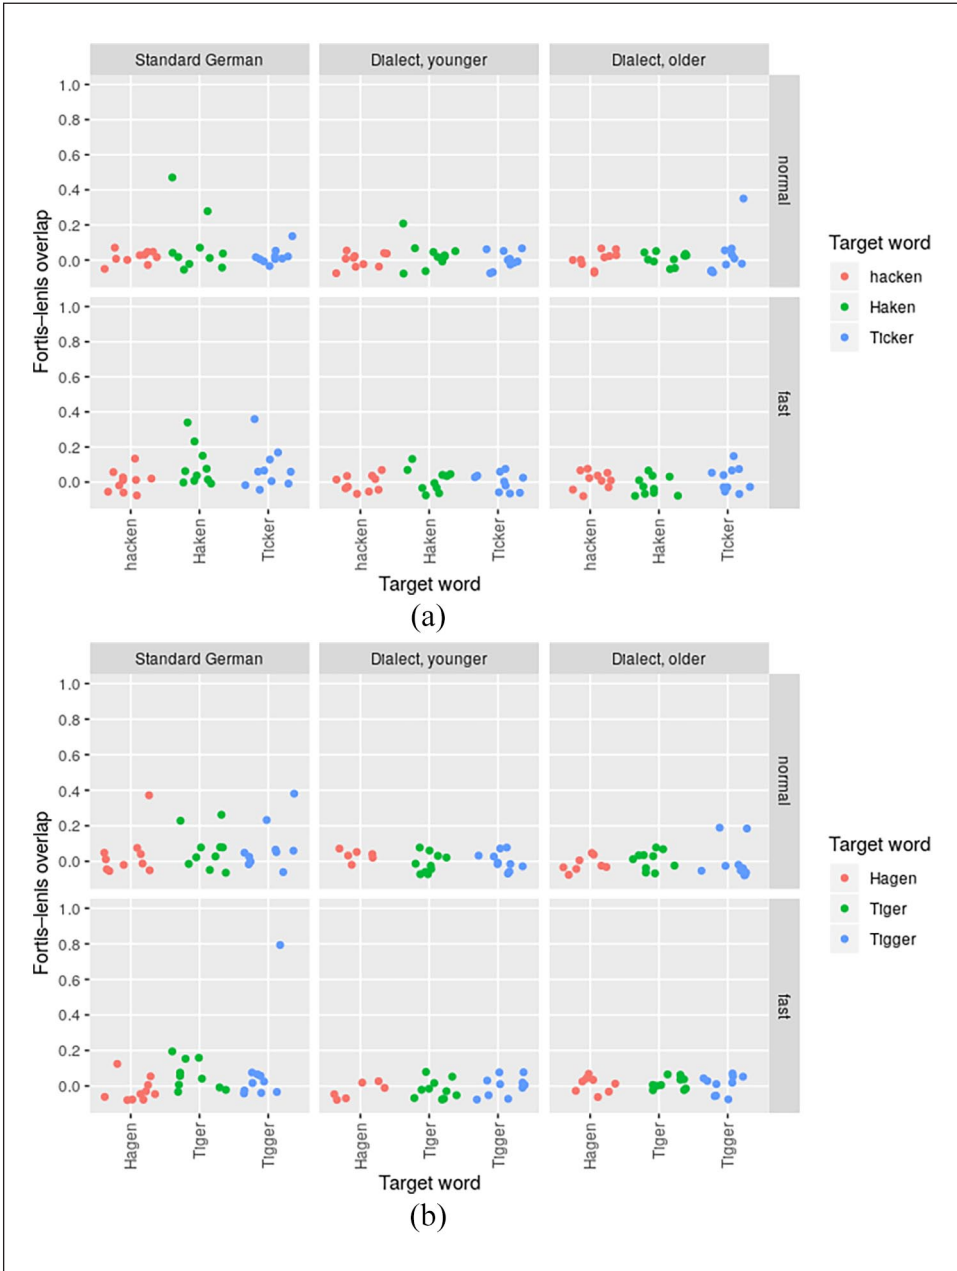 Standard German Dialect, younger Dialect, older
1.0
0.8
0.6
0.4
0.2
0.0
normal
1.0
0.8
0.6
0.4
0.2
0.0
fast
Fortis–lenis overlap
hacken Haken Ticker hacken Haken Ticker hacken Haken Ticker
Target word
Target word
hacken
Haken
Ticker
(a)
Standard German Dialect, younger Dialect, older
1.0
0.8
0.6
0.4
0.2
0.0
normal
1.0
0.8
0.6
0.4
0.2
0.0
fast
Fortis–lenis overlap
Hagen Tiger Tigger Hagen Tiger Tigger Hagen Tiger Tigger
Target word
Target word
Hagen
Tiger
Tigger
(b)